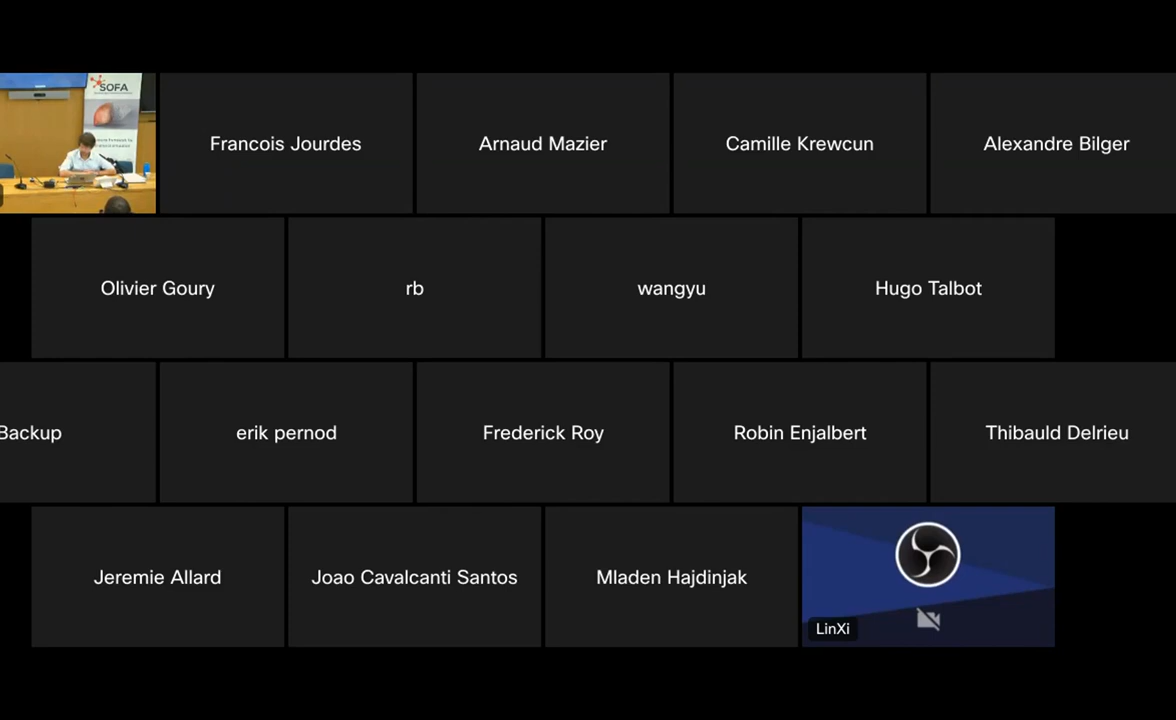 SOFA
Francois Jourdes
Arnaud Mazier
Camille Krewcun
Alexandre Bilger
Olivier Goury
rb
wangyu
Hugo Talbot
Backup
erik pernod
Frederick Roy
Robin Enjalbert
Thibauld Delrieu
Jeremie Allard
Joao Cavalcanti Santos
Mladen Hajdinjak
LinXi